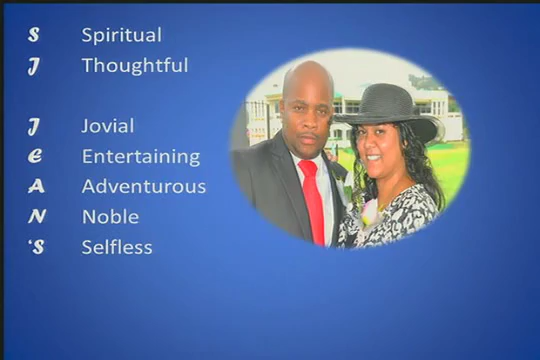 S Spiritual
T Thoughtful
J Jovial
E Entertaining
A Adventurous
N Noble
'S Selfless